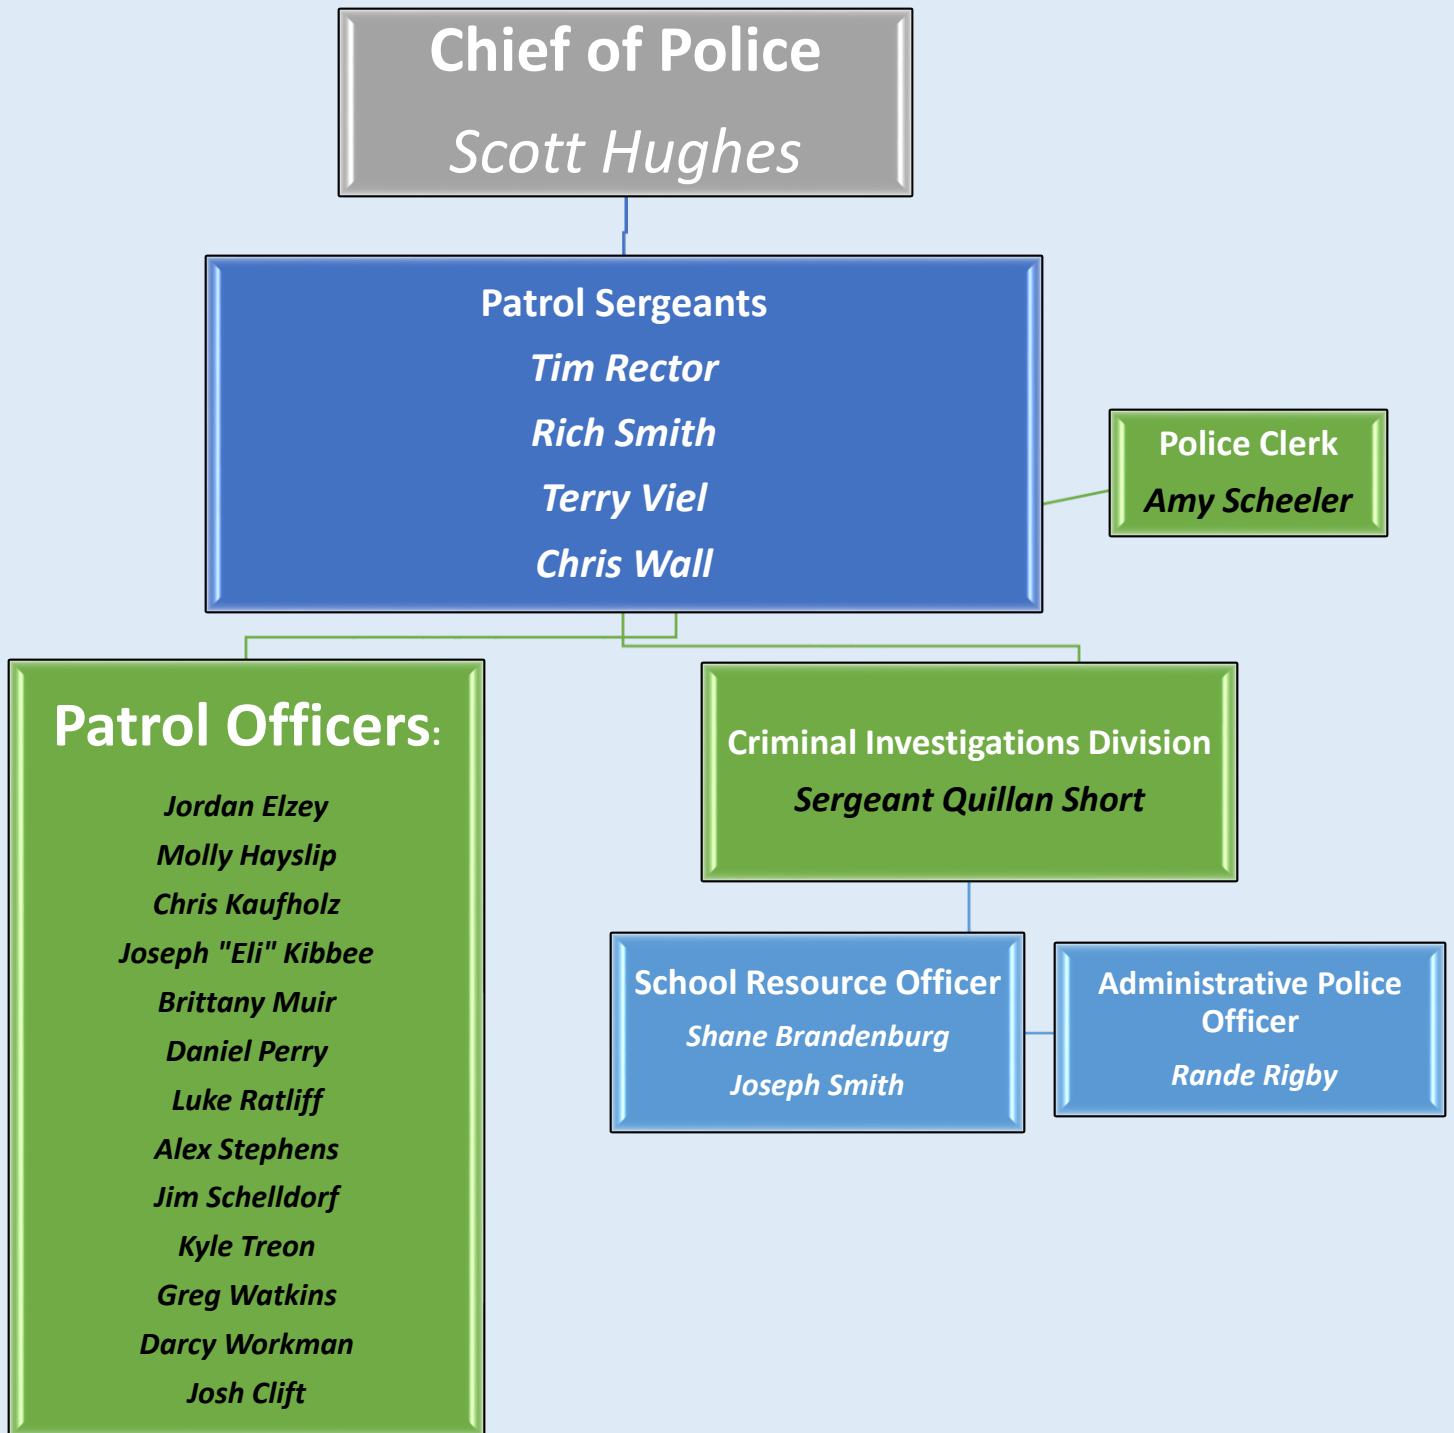 Chief of Police
Scott Hughes
Patrol Sergeants
Tim Rector
Rich Smith
Terry Viel
Chris Wall
Police Clerk
Amy Scheeler
Patrol Officers:
Jordan Elzey
Molly Hayslip
Chris Kaufholz
Joseph "Eli" Kibbee
Brittany Muir
Daniel Perry
Luke Ratliff
Alex Stephens
Jim Schelldorf
Kyle Treon
Greg Watkins
Darcy Workman
Josh Clift
Criminal Investigations Division
Sergeant Quillan Short
School Resource Officer
Shane Brandenburg
Joseph Smith
Administrative Police
Officer
Rande Rigby